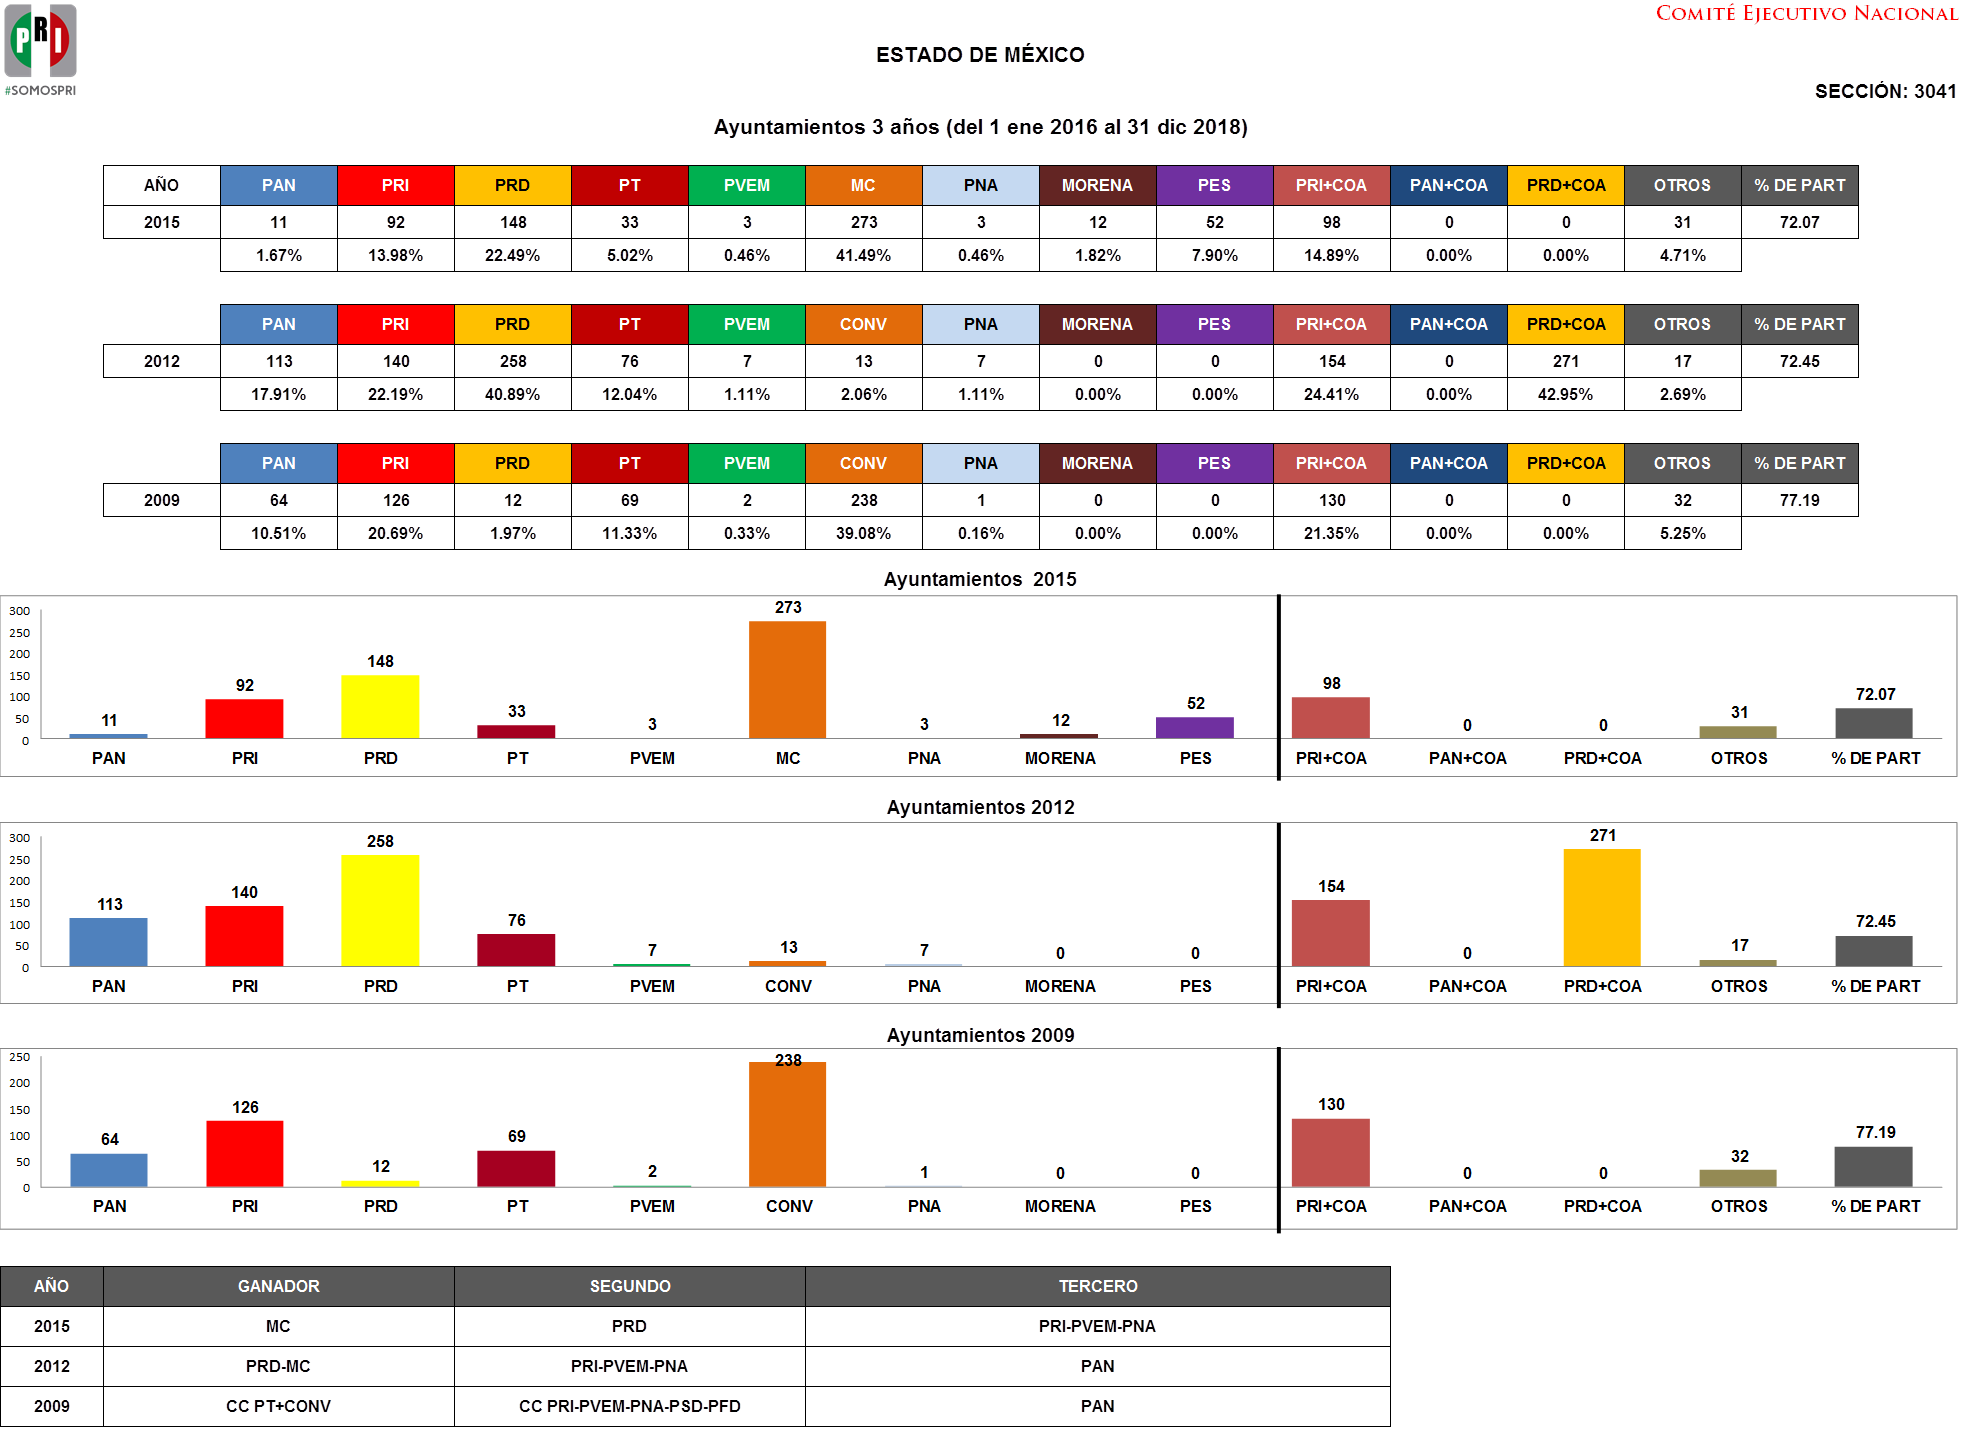 PRI
#SOMOSPRI
COMITÉ EJECUTIVO NACIONAL
ESTADO DE MÉXICO
SECCIÓN: 3041
Ayuntamientos 3 años (del 1 ene 2016 al 31 dic 2018)
AÑO PAN PRI PRD PT PVEM MC PNA MORENA PES PRI+COA PAN+COA PRD+COA OTROS % DE PART
2015 11 92 148 33 3 273 3 12 52 98 0 0 31 72.07
1.67% 13.98% 22.49% 5.02% 0.46% 41.49% 0.46% 1.82% 7.90% 14.89% 0.00% 0.00% 4.71%
PAN PRI PRD PT PVEM CONV PNA MORENA PES PRI+COA PAN+COA PRD+COA OTROS % DE PART
2012 113 140 258 76 7 13 7 0 0 154 0 271 17 72.45
17.91% 22.19% 40.89% 12.04% 1.11% 2.06% 1.11% 0.00% 0.00% 24.41% 0.00% 42.95% 2.69%
PAN PRI PRD PT PVEM CONV PNA MORENA PES PRI+COA PAN+COA PRD+COA OTROS % DE PART
2009 64 126 12 69 2 238 1 0 0 130 0 0 32 77.19
10.51% 20.69% 1.97% 11.33% 0.33% 39.08% 0.16% 0.00% 0.00% 21.35% 0.00% 0.00% 5.25%
Ayuntamientos 2015
300
250
200
150
100
50
0
11 92 148 33 3 273 3 12 52 98 0 0 31 72.07
PAN PRI PRD PT PVEM MC PNA MORENA PES PRI+COA PAN+COA PRD+COA OTROS % DE PART
Ayuntamientos 2012
300
250
200
150
100
50
0
113 140 258 76 7 13 7 0 0 154 0 271 17 72.45
PAN PRI PRD PT PVEM CONV PNA MORENA PES PRI+COA PAN+COA PRD+COA OTROS % DE PART
Ayuntamientos 2009
250
200
150
100
50
0
64 126 12 69 2 238 1 0 0 130 0 0 32 77.19
PAN PRI PRD PT PVEM CONV PNA MORENA PES PRI+COA PAN+COA PRD+COA OTROS % DE PART
AÑO GANADOR SEGUNDO TERCERO
2015 MC PRD PRI-PVEM-PNA
2012 PRD-MC PRI-PVEM-PNA PAN
2009 CC PT+CONV CC PRI-PVEM-PNA-PSD-PFD PAN